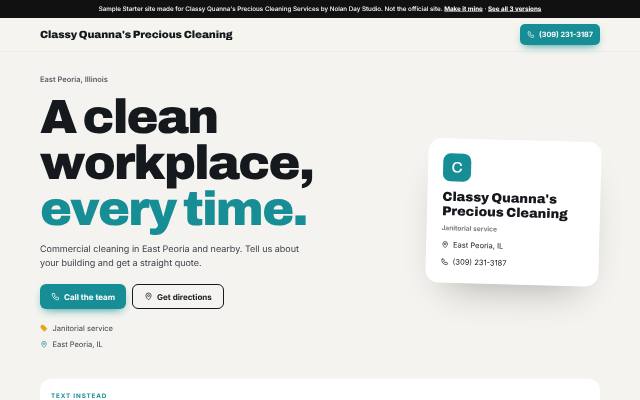 Sample Starter site made for Classy Quanna's Precious Cleaning Services by Nolan Day Studio. Not the official site. Make it mine · See all 3 versions
Classy Quanna's Precious Cleaning
(309) 231-3187
East Peoria, Illinois
A clean
workplace,
every time.
Commercial cleaning in East Peoria and nearby. Tell us about
your building and get a straight quote.
Call the team
Get directions
Janitorial service
East Peoria, IL
C
Classy Quanna's
Precious Cleaning
Janitorial service
East Peoria, IL
(309) 231-3187
TEXT INSTEAD